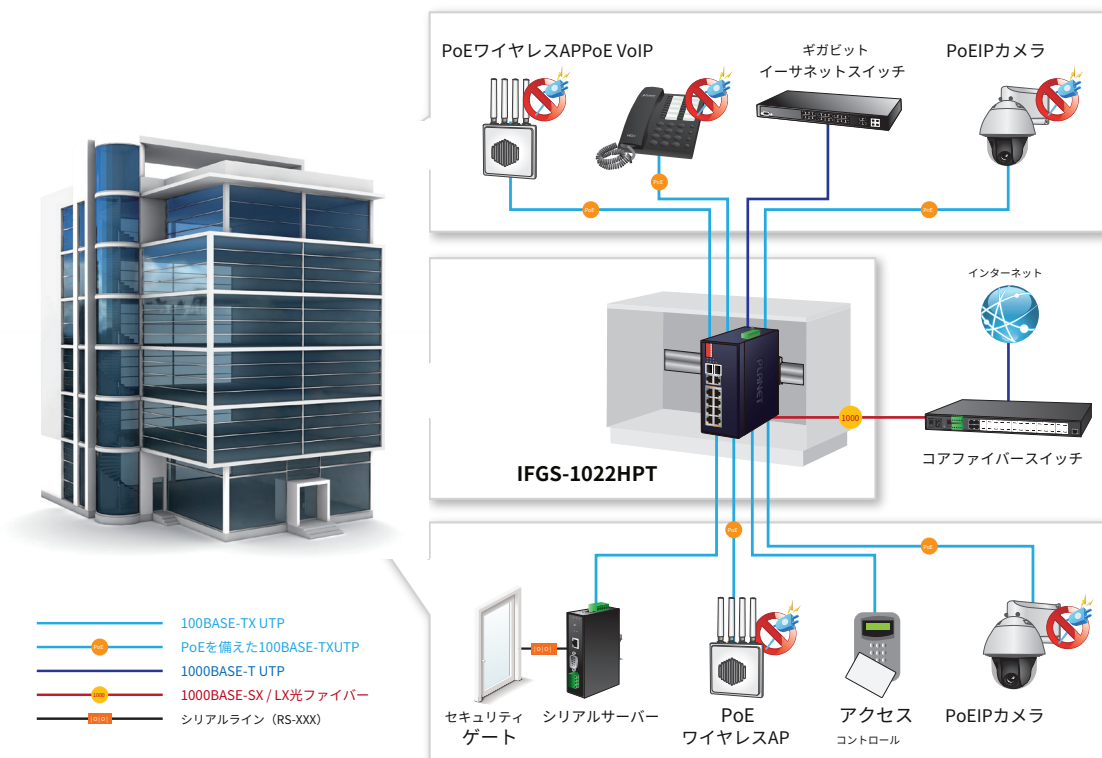 PoEワイヤレスAPPoE VoIP
ギガビット
イーサネットスイッチ
PoEIPカメラ
PoE
PoE
PoE
インターネット
PLANET
1000
コアファイバースイッチ
IFGS-1022HPT
PoE
PoE
100BASE-TX UTP
PoE
PoEを備えた100BASE-TXUTP
1000BASE-T UTP
1000
1000BASE-SX / LX光ファイバー
|O|O|
シリアルライン（RS-XXX）
|O|O|
セキュリティ
ゲート
シリアルサーバー
PoE
ワイヤレスAP
アクセス
コントロール
PoEIPカメラ